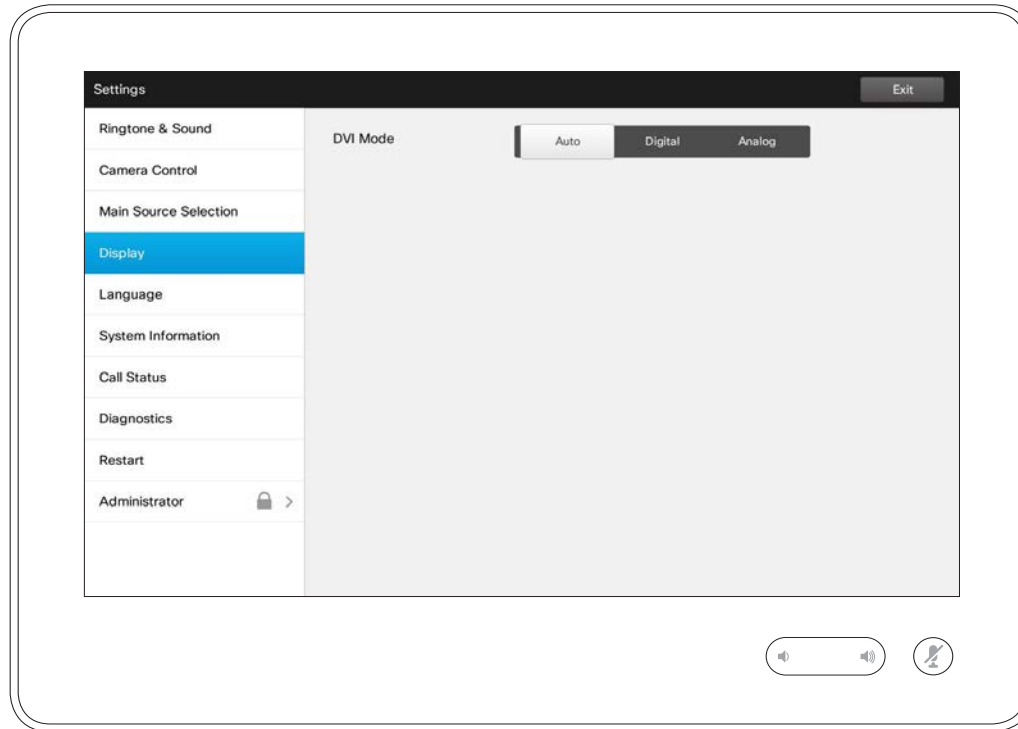 Settings
Exit
Ringtone & Sound
DVI Mode
Auto
Digital
Analog
Camera Control
Main Source Selection
Display
Language
System Information
Call Status
Diagnostics
Restart
Administrator